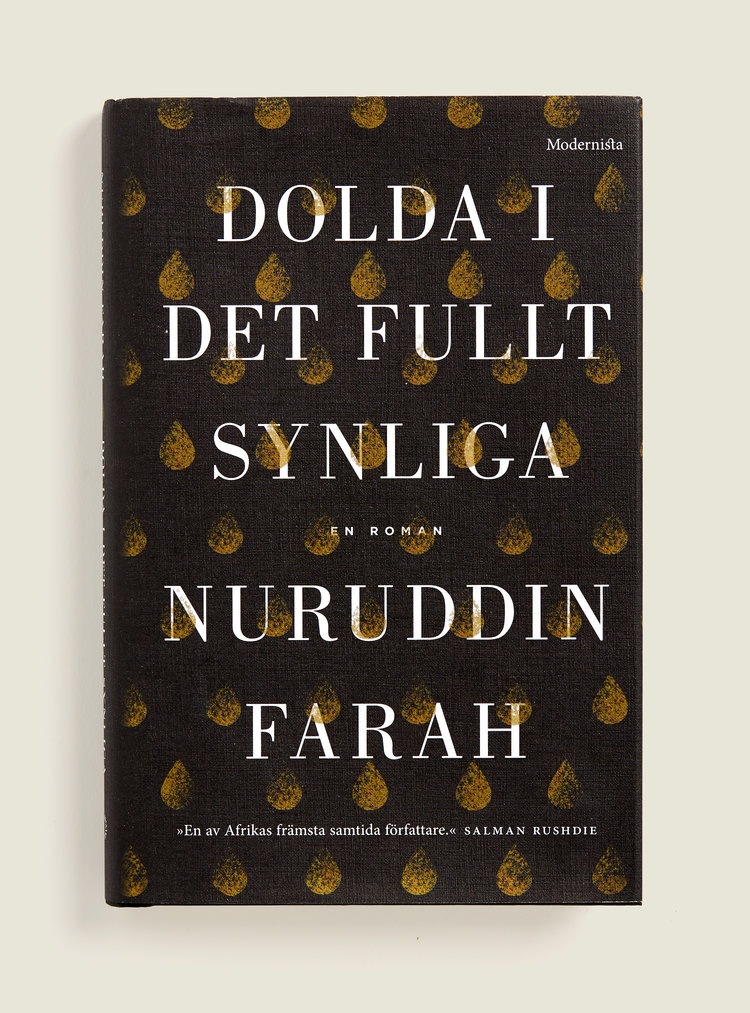 Modernista
DOLDA I
DET FULLT
SYNLIGA
EN ROMAN
NURUDDIN
FARAH
»En av Afrikas främsta samtida författare.« SALMAN RUSHDIE